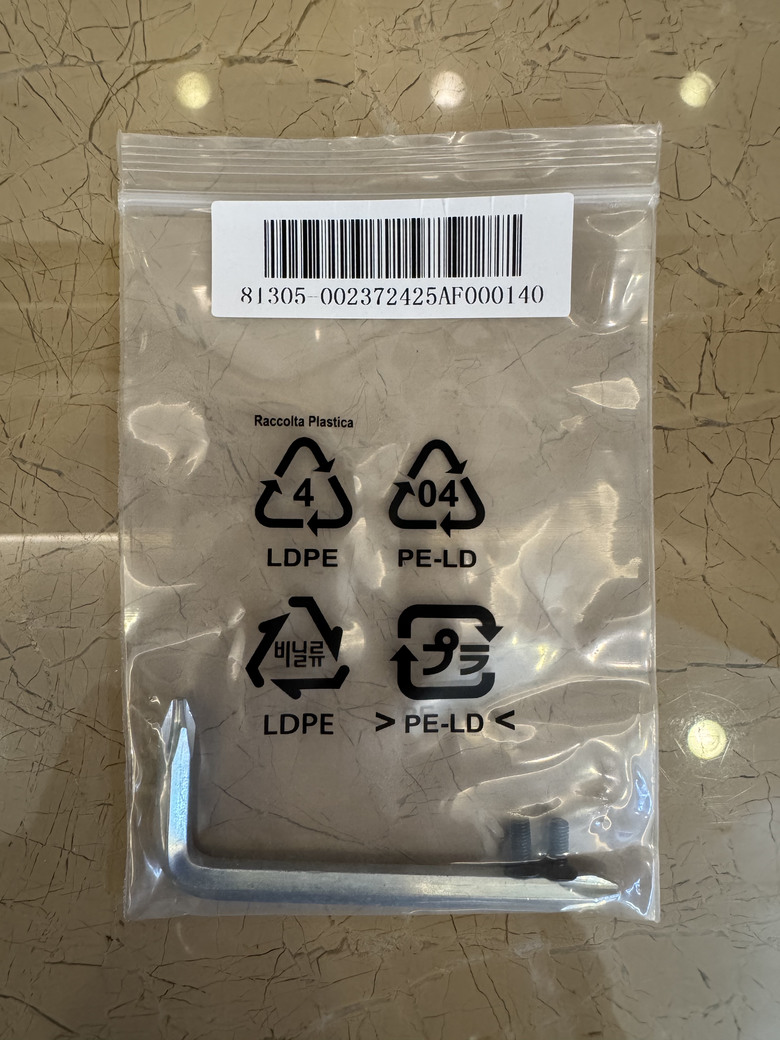 81305-002372425AF000140
Raccolta Plastica
4
04
LDPE
PE-LD
비닐류
プラ
LDPE
> PE-LD <